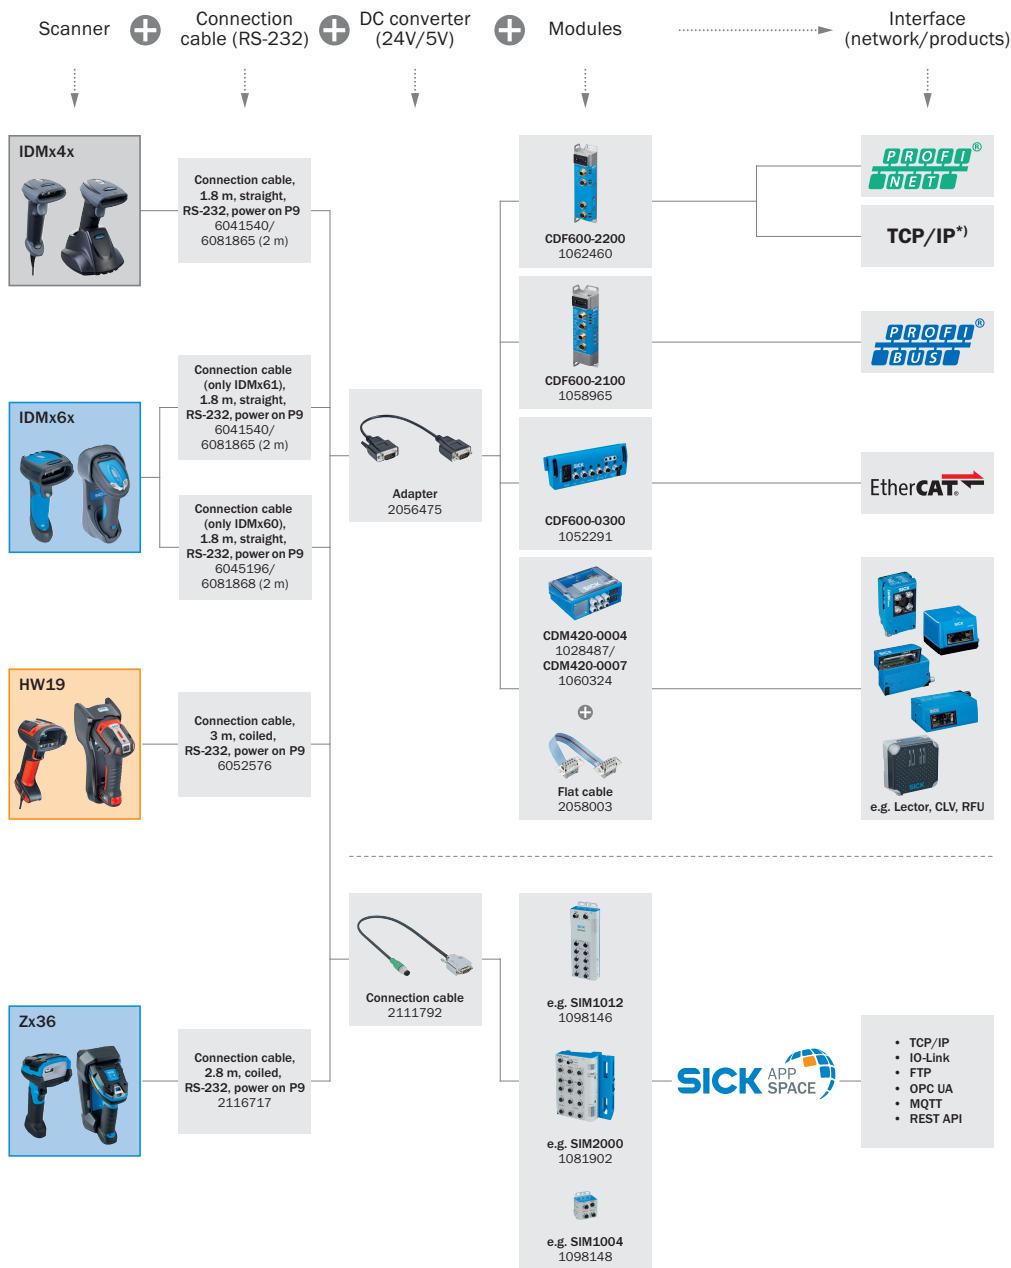 Scanner
Connection
cable (RS-232)
DC converter
(24V/5V)
Modules
Interface
(network/products)
IDMx4x
Connection cable,
1.8 m, straight,
RS-232, power on P9
6041540/
6081865 (2 m)
CDF600-2200
1062460
PROFI®
NET
TCP/IP*)
CDF600-2100
1058965
PROFI®
BUS
IDMx6x
Connection cable
(only IDMx61),
1.8 m, straight,
RS-232, power on P9
6041540/
6081865 (2 m)
Connection cable
(only IDMx60),
1.8 m, straight,
RS-232, power on P9
6045196/
6081868 (2 m)
Adapter
2056475
SICK
CDF600-0300
1052291
EtherCAT®
SICK
CDM420-0004
1028487/
CDM420-0007
1060324
Flat cable
2058003
SICK
SICK
SICK
SICK
e.g. Lector, CLV, RFU
HW19
Connection cable,
3 m, coiled,
RS-232, power on P9
6052576
Connection cable
2111792
SICK
e.g. SIM1012
1098146
Zx36
Connection cable,
2.8 m, coiled,
RS-232, power on P9
2116717
e.g. SIM2000
1081902
e.g. SIM1004
1098148
SICK APP
SPACE
• TCP/IP
• IO-Link
• FTP
• OPC UA
• MQTT
• REST API